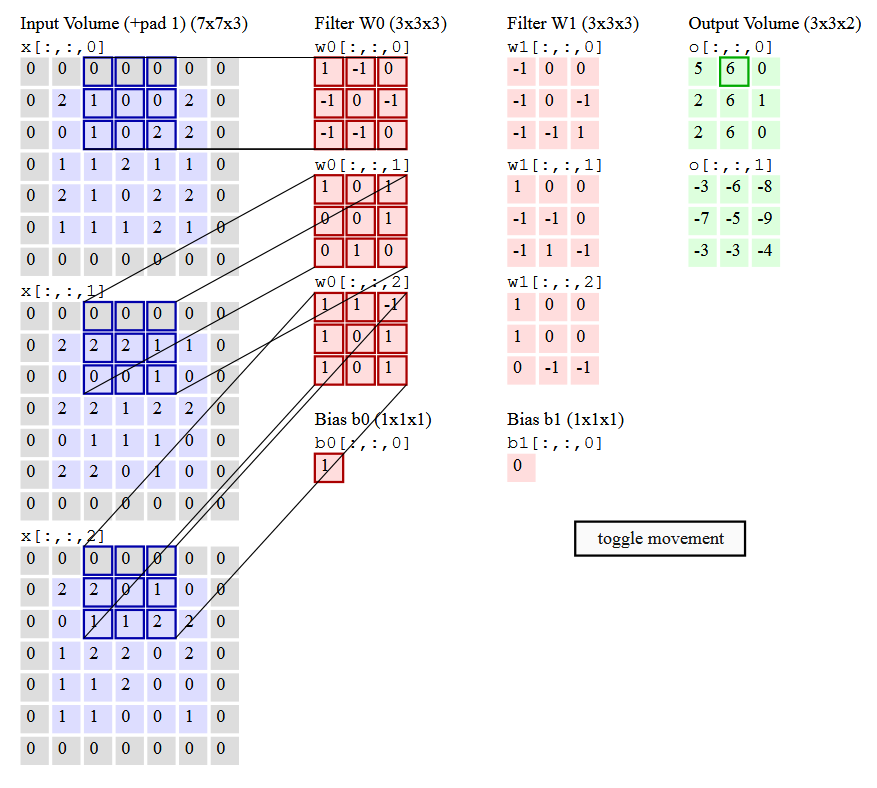 Input Volume (+pad 1) (7x7x3) Filter W0 (3x3x3) Filter W1 (3x3x3) Output Volume (3x3x2)
x[:,:,0] w0[:,:,0] w1[:,:,0] o[:,:,0]
0 0 0 0 0 0 0 1 -1 0 -1 0 0 5 6 0
0 2 1 0 0 2 0 -1 0 -1 -1 0 -1 2 6 1
0 0 1 0 2 2 0 -1 -1 0 -1 -1 1 2 6 0
0 1 1 2 1 1 0 w0[:,:,1] w1[:,:,1] o[:,:,1]
0 2 1 0 2 2 0 1 0 1 1 0 0 -3 -6 -8
0 1 1 1 2 1 0 0 0 1 -1 -1 0 -7 -5 -9
0 0 0 0 0 0 0 0 1 0 -1 1 -1 -3 -3 -4
x[:,:,1] w0[:,:,2] w1[:,:,2]
0 0 0 0 0 0 0 1 1 -1 1 0 0
0 2 2 2 1 1 0 1 0 1 1 0 0
0 0 0 0 1 0 0 1 0 1 0 -1 -1
0 2 2 1 2 2 0 Bias b0 (1x1x1) Bias b1 (1x1x1)
0 0 1 1 1 0 0 b0[:,:,0] b1[:,:,0]
0 2 2 0 1 0 0 1 0
0 0 0 0 0 0 0
toggle movement
x[:,:,2]
0 0 0 0 0 0 0
0 2 2 0 1 0 0
0 0 1 1 2 2 0
0 1 2 2 0 2 0
0 1 1 2 0 0 0
0 1 1 0 0 1 0
0 0 0 0 0 0 0